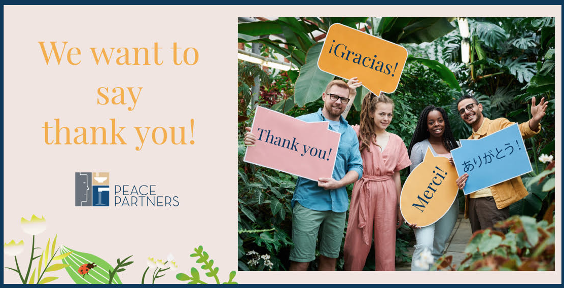 We want to
say
thank you!
PEACE
PARTNERS
¡Gracias!
Thank you!
Merci!
ありがとう！